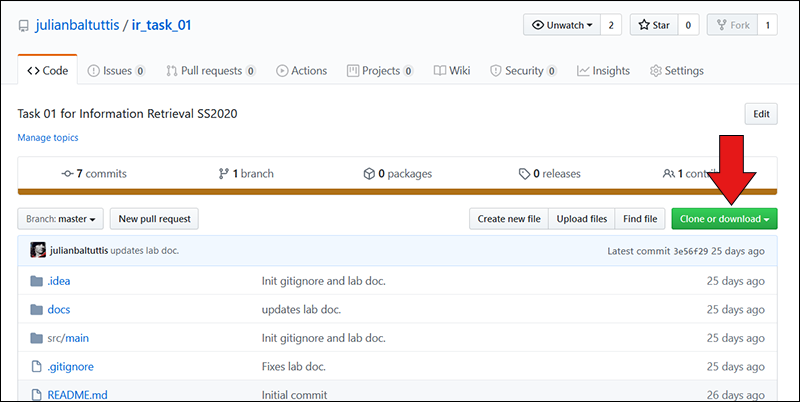 julianbaltuttis / ir_task_01 Unwatch 2 Star 0 Fork 1
Code Issues 0 Pull requests 0 Actions Projects 0 Wiki Security 0 Insights Settings
Task 01 for Information Retrieval SS2020 Edit
Manage topics
7 commits 1 branch 0 packages 0 releases 1
Branch: master New pull request Create new file Upload files Find file Clone or download
julianbaltuttis updates lab doc. Latest commit 3e56f29 25 days ago
.idea Init gitignore and lab doc. 25 days ago
docs updates lab doc. 25 days ago
src/main Init gitignore and lab doc. 25 days ago
.gitignore Fixes lab doc. 25 days ago
README.md Initial commit 26 days ago